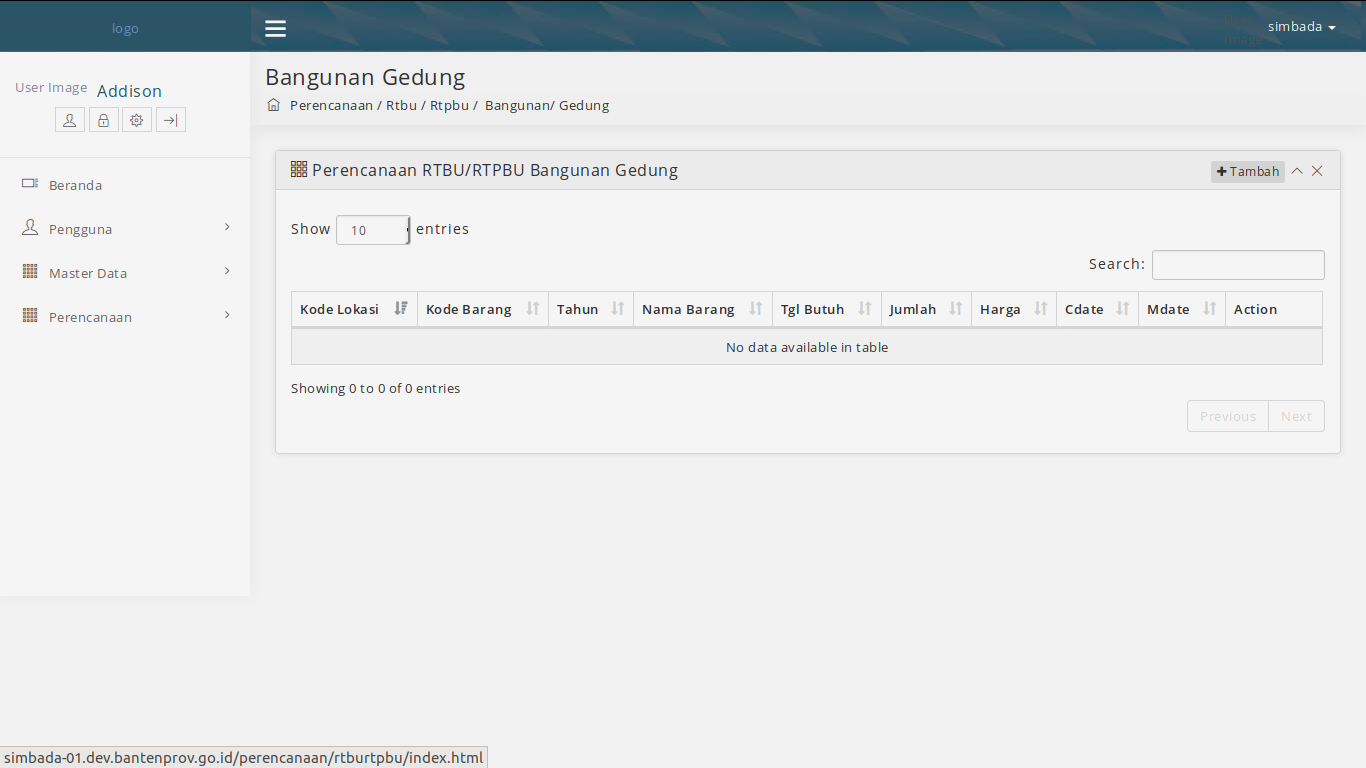 logo
simbada
User Image Addison
Beranda
Pengguna
Master Data
Perencanaan
Bangunan Gedung
Perencanaan / Rtbu / Rtpbu / Bangunan/ Gedung
Perencanaan RTBU/RTPBU Bangunan Gedung
Tambah
Show 10 entries
Search:
Kode Lokasi Kode Barang Tahun Nama Barang Tgl Butuh Jumlah Harga Cdate Mdate Action
No data available in table
Showing 0 to 0 of 0 entries
Previous Next
simbada-01.dev.bantenprov.go.id/perencanaan/rtburtpbu/index.html